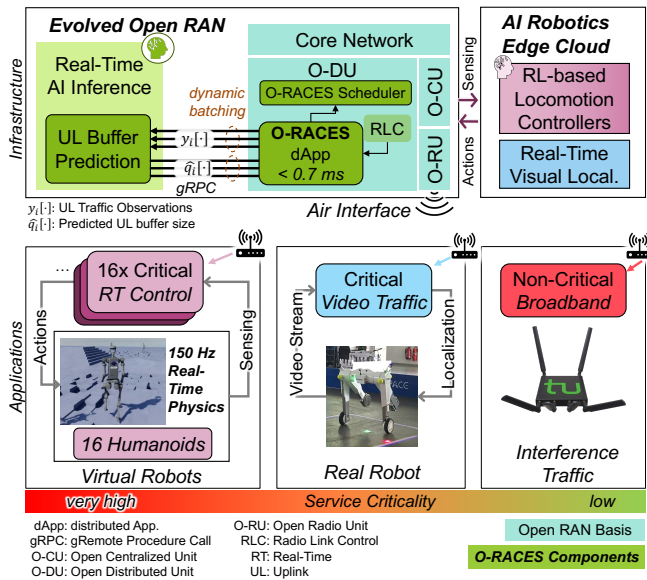 Evolved Open RAN
Infrastructure
Real-Time
AI Inference
UL Buffer
Prediction
dynamic
batching
y_i[·]
q̂_i[·]
gRPC
Core Network
O-DU
O-RACES Scheduler
O-RACES
dApp
< 0.7 ms
RLC
O-CU
O-RU
Air Interface
y_i[·]: UL Traffic Observations
q̂_i[·]: Predicted UL buffer size
Sensing
Actions
AI Robotics
Edge Cloud
RL-based
Locomotion
Controllers
Real-Time
Visual Local.
Applications
...
16x Critical
RT Control
Actions
Sensing
150 Hz
Real-
Time
Physics
16 Humanoids
Virtual Robots
Critical
Video Traffic
Video-Stream
Localization
Real Robot
Non-Critical
Broadband
tu
Interference
Traffic
very high
Service Criticality
low
dApp: distributed App.
gRPC: gRemote Procedure Call
O-CU: Open Centralized Unit
O-DU: Open Distributed Unit
O-RU: Open Radio Unit
RLC: Radio Link Control
RT: Real-Time
UL: Uplink
Open RAN Basis
O-RACES Components